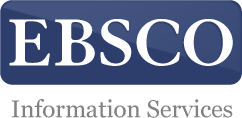 EBSCO
Information Services